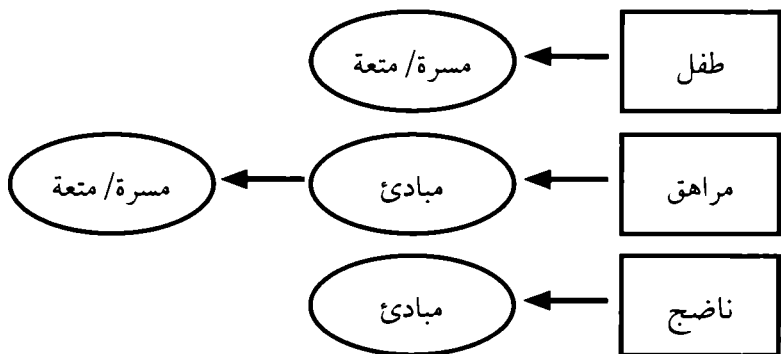 طفل
مسرة/ متعة
مراهق
مبادئ
مسرة/ متعة
ناضج
مبادئ